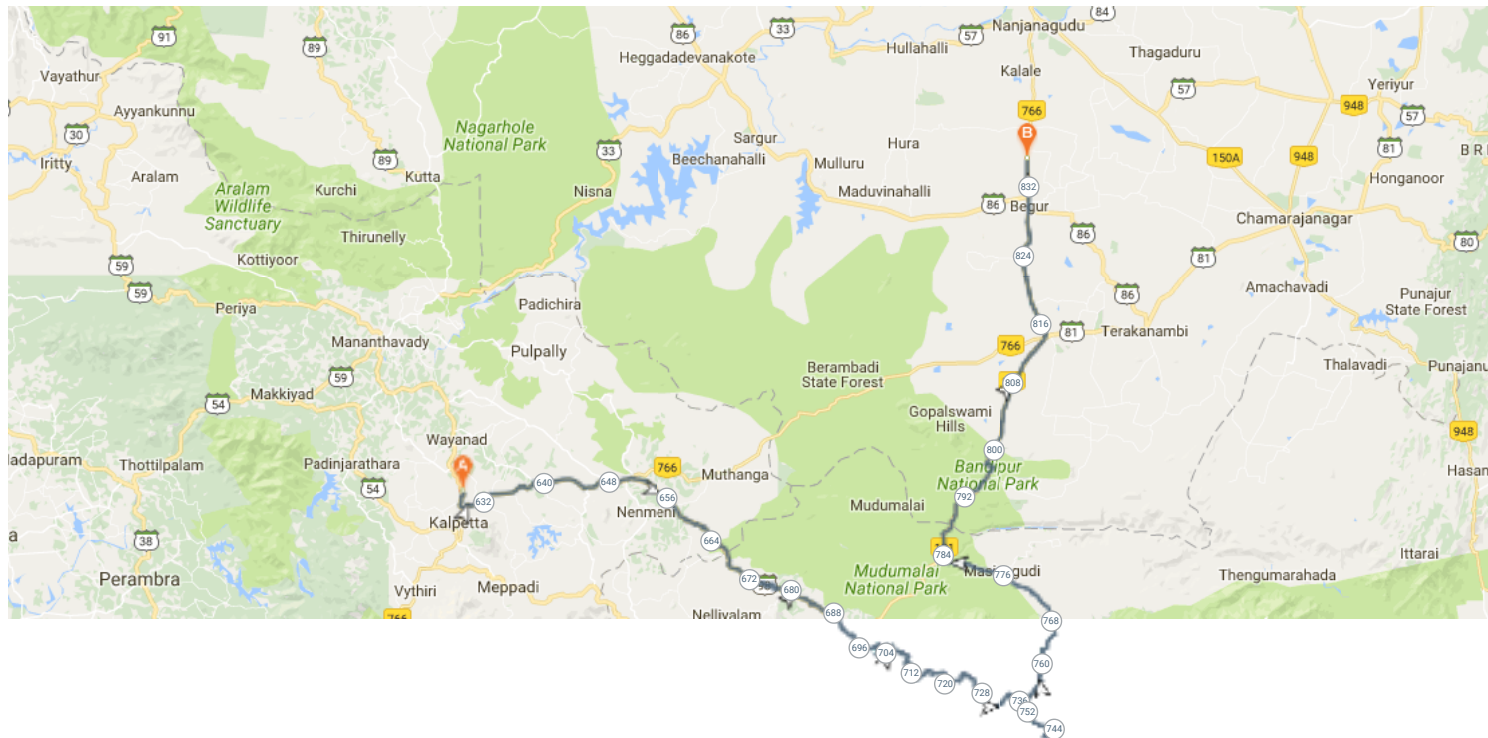 84
Nanjanagudu
33
86
57
91
89
Hullahalli
Thagaduru
Heggadadevanakote
Kalale
Vayathur
Yeriyur
57
948
766
Ayyankunnu
57
Nagarhole
National Park
30
Sargur
B
Hura
33
81
Iritty
89
Beechanahalli
Mulluru
150A
948
B R
Aralam
Kutta
Honganoor
Aralam
Wildlife
Sanctuary
Kurchi
Nisna
Maduvinahalli
832
86
Begur
Chamarajanagar
Thirunelly
86
80
Kottiyoor
824
81
59
59
86
Amachavadi
Punajur
State Forest
Periya
Padichira
816
81
Terakanambi
Mananthavady
766
Pulpally
Berambadi
State Forest
Thalavadi
Punajanu
59
808
Makkiyad
54
Gopalswami
Hills
948
Wayanad
800
Bandipur
National Park
Thottilpalam
Padinjarathara
A
766
Muthanga
Hasan
54
640
648
792
632
656
Nenmeni
Mudumalai
Kalpetta
38
664
784
Ittarai
Perambra
672
680
Mudumalai
National Park
776
Thengumarahada
Vythiri
Meppadi
766
Nellivalam
688
768
696
704
760
712
720
728
736
752
744